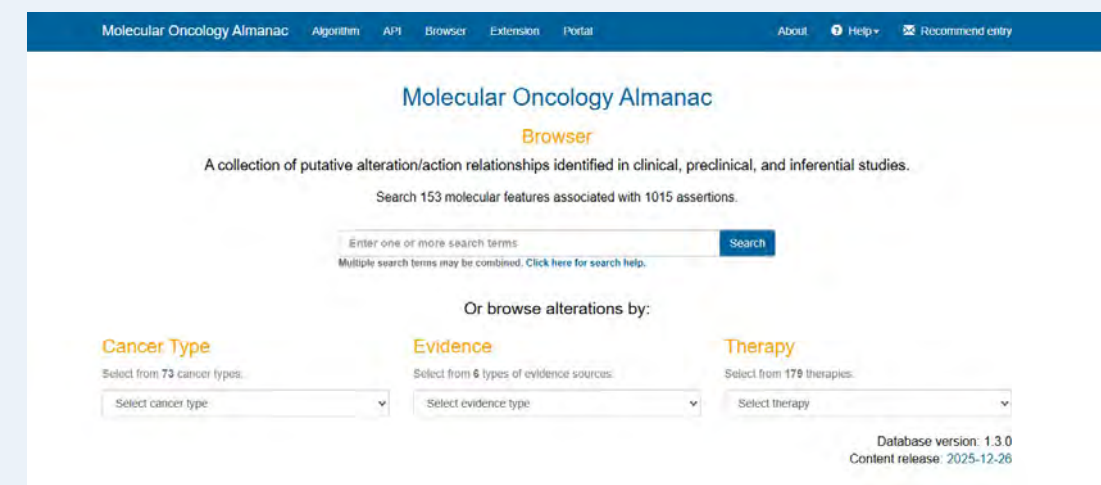 Molecular Oncology Almanac Algorithm API Browser Extension Portal About Help Recommend entry
Molecular Oncology Almanac
Browser
A collection of putative alteration/action relationships identified in clinical, preclinical, and inferential studies.
Search 153 molecular features associated with 1015 assertions.
Enter one or more search terms Search
Multiple search terms may be combined. Click here for search help.
Or browse alterations by:
Cancer Type Evidence Therapy
Select from 73 cancer types. Select from 6 types of evidence sources. Select from 179 therapies.
Select cancer type Select evidence type Select therapy
Database version: 1.3.0
Content release: 2025-12-26